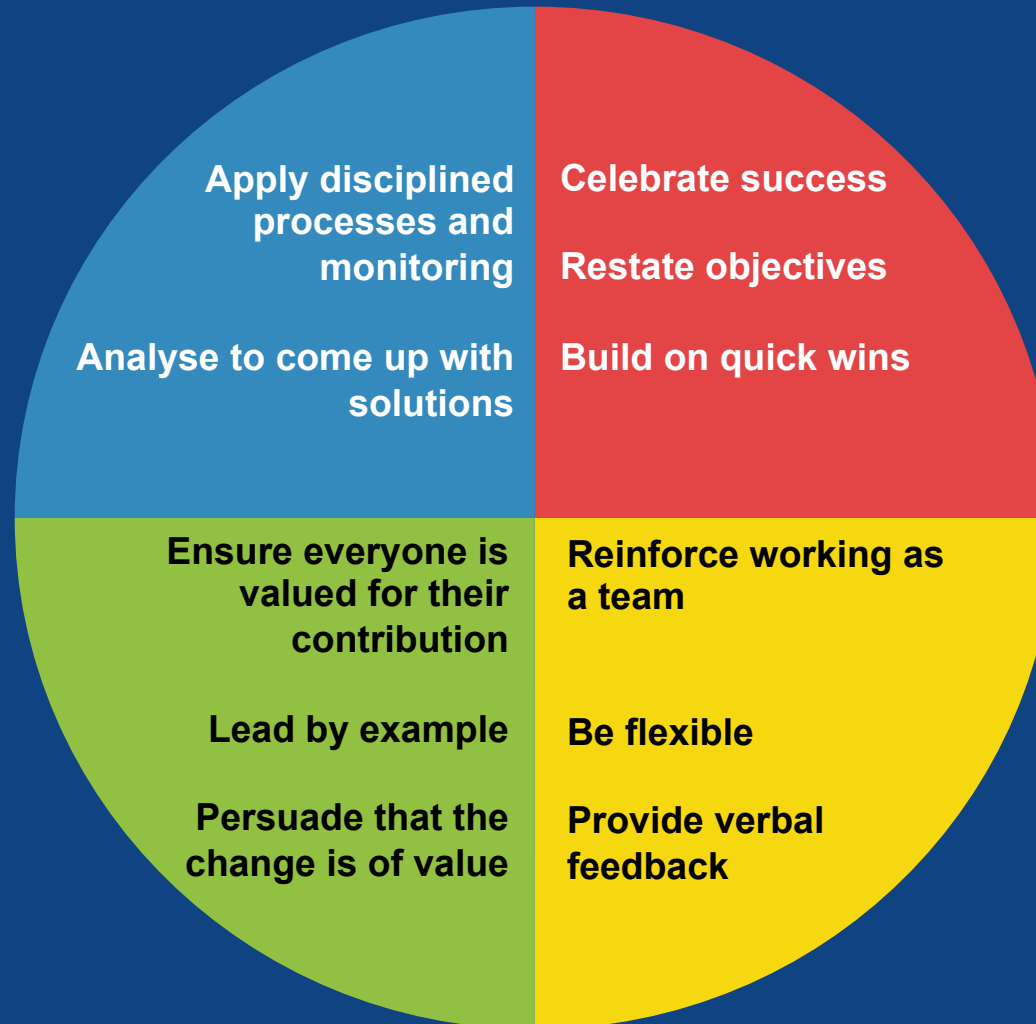 Apply disciplined
processes and
monitoring
Analyse to come up with
solutions
Celebrate success
Restate objectives
Build on quick wins
Ensure everyone is
valued for their
contribution
Lead by example
Persuade that the
change is of value
Reinforce working as
a team
Be flexible
Provide verbal
feedback